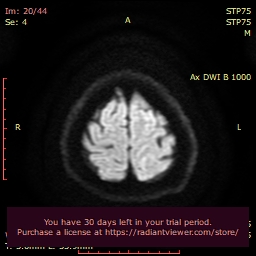 Im: 20/44
Se: 4
STP75
STP75
M
A
Ax DWI B 1000
R
L
You have 30 days left in your trial period.
Purchase a license at https://radiantviewer.com/store/